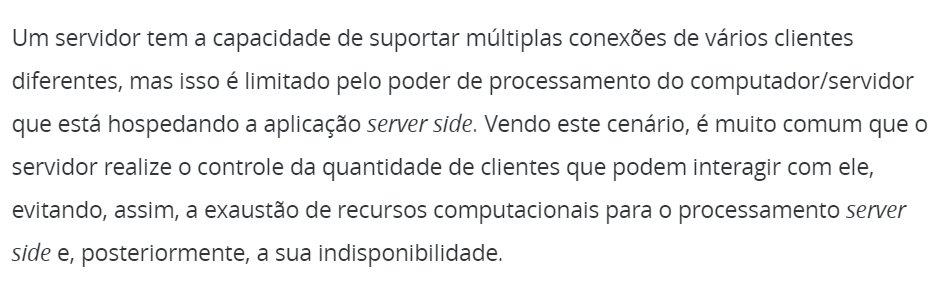 Um servidor tem a capacidade de suportar múltiplas conexões de vários clientes
diferentes, mas isso é limitado pelo poder de processamento do computador/servidor
que está hospedando a aplicação server side. Vendo este cenário, é muito comum que o
servidor realize o controle da quantidade de clientes que podem interagir com ele,
evitando, assim, a exaustão de recursos computacionais para o processamento server
side e, posteriormente, a sua indisponibilidade.